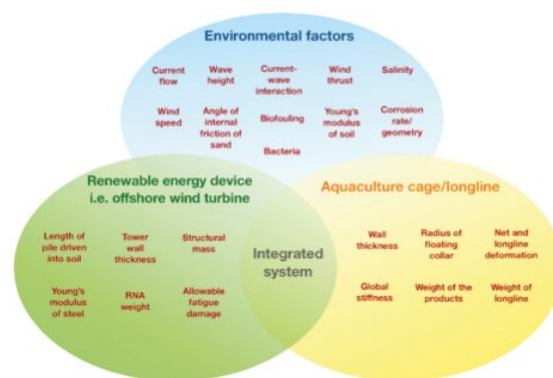 Environmental factors
Current flow
Wave height
Current-wave interaction
Wind thrust
Salinity
Wind speed
Angle of internal friction of sand
Biofouling
Young's modulus of soil
Corrosion rate/geometry
Bacteria
Renewable energy device
i.e. offshore wind turbine
Aquaculture cage/longline
Length of pile driven into soil
Tower wall thickness
Structural mass
Young's modulus of steel
RNA weight
Allowable fatigue damage
Integrated system
Wall thickness
Radius of floating collar
Net and longline deformation
Global stiffness
Weight of the products
Weight of longline